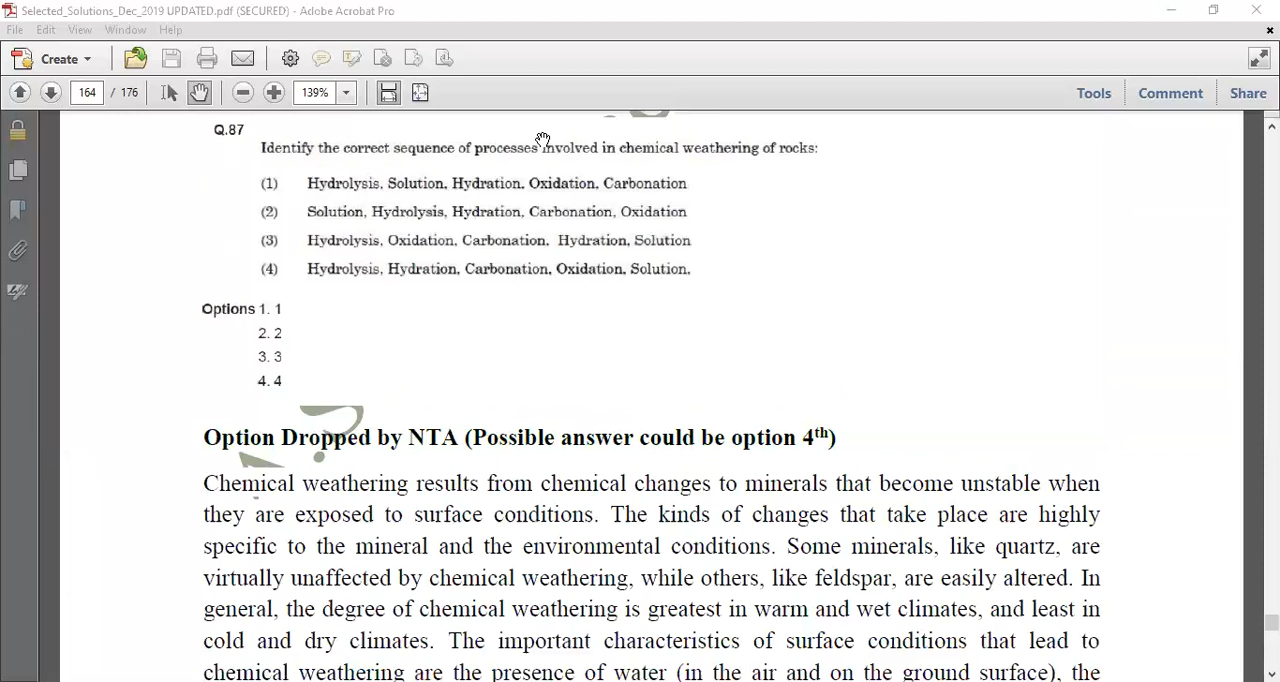 Selected_Solutions_Dec_2019 UPDATED.pdf (SECURED) - Adobe Acrobat Pro
File Edit View Window Help
Create
164 / 176 139% Tools Comment Share
Q.87
Identify the correct sequence of processes involved in chemical weathering of rocks:
(1) Hydrolysis, Solution, Hydration, Oxidation, Carbonation
(2) Solution, Hydrolysis, Hydration, Carbonation, Oxidation
(3) Hydrolysis, Oxidation, Carbonation, Hydration, Solution
(4) Hydrolysis, Hydration, Carbonation, Oxidation, Solution,
Options 1. 1
2. 2
3. 3
4. 4
Option Dropped by NTA (Possible answer could be option 4th)
Chemical weathering results from chemical changes to minerals that become unstable when
they are exposed to surface conditions. The kinds of changes that take place are highly
specific to the mineral and the environmental conditions. Some minerals, like quartz, are
virtually unaffected by chemical weathering, while others, like feldspar, are easily altered. In
general, the degree of chemical weathering is greatest in warm and wet climates, and least in
cold and dry climates. The important characteristics of surface conditions that lead to
chemical weathering are the presence of water (in the air and on the ground surface), the